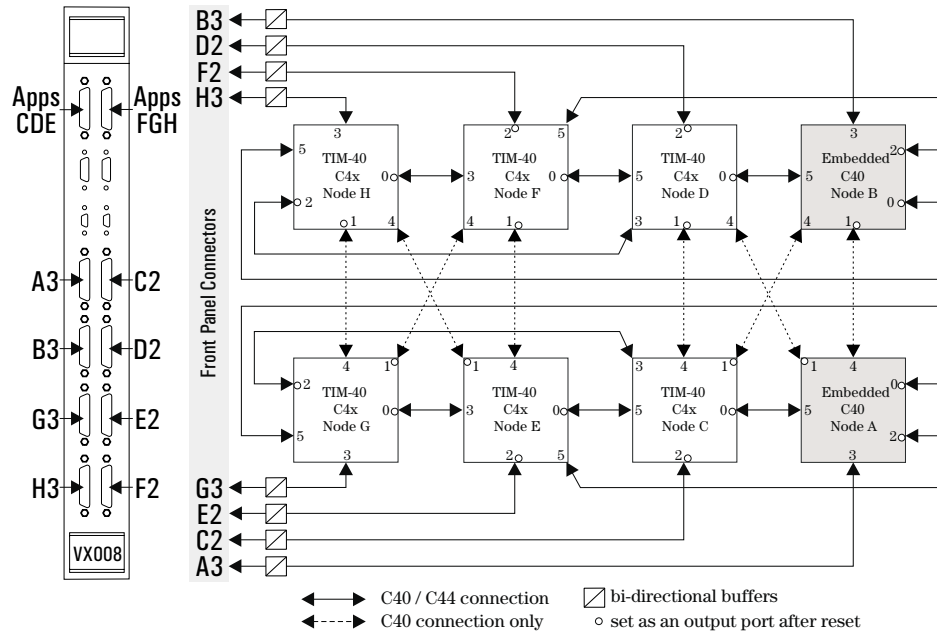 Apps
CDE
Apps
FGH
A3
C2
B3
D2
G3
E2
H3
F2
VX008
Front Panel Connectors
B3
D2
F2
H3
3
5
TIM-40
C4x
Node H
0
2
1
4
2
5
TIM-40
C4x
Node F
3
0
4
1
2
TIM-40
C4x
Node D
5
0
3
1
4
3
Embedded
C40
Node B
2
5
0
4
1
4
1
2
TIM-40
C4x
Node G
0
5
3
1
4
TIM-40
C4x
Node E
3
0
2
5
3
4
1
TIM-40
C4x
Node C
5
0
2
1
4
Embedded
C40
Node A
0
5
2
3
G3
E2
C2
A3
C40 / C44 connection
C40 connection only
bi-directional buffers
set as an output port after reset